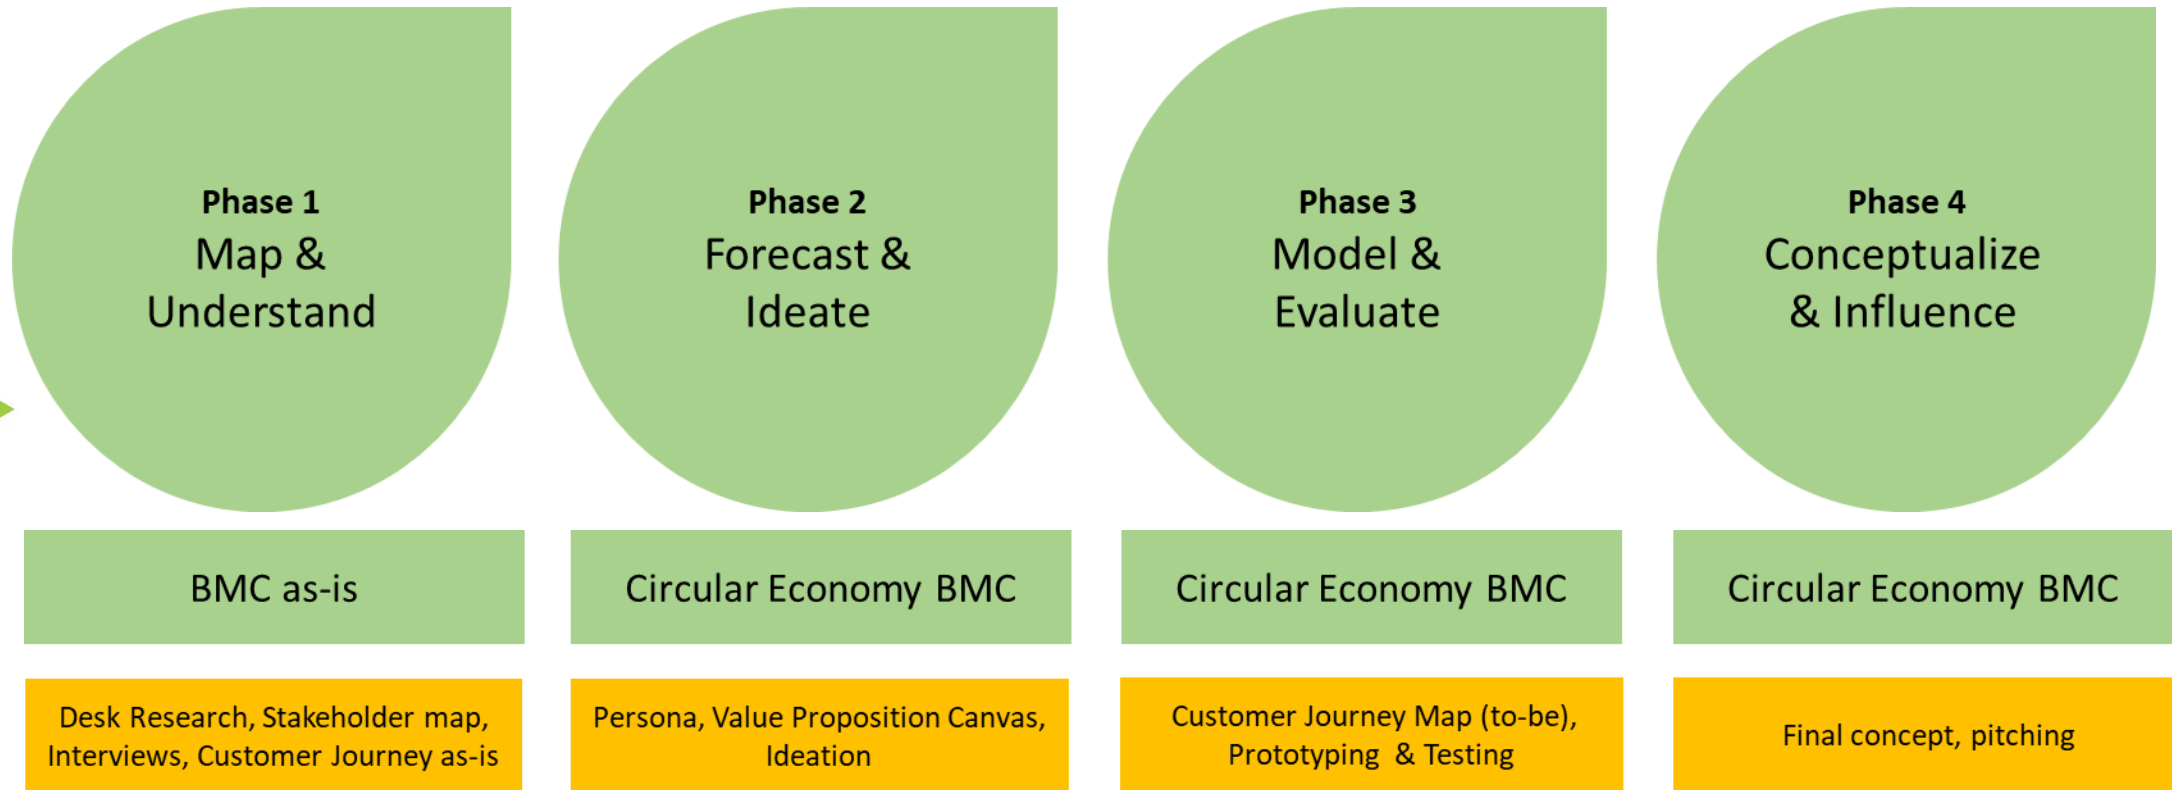 Phase 1
Map &
Understand
Phase 2
Forecast &
Ideate
Phase 3
Model &
Evaluate
Phase 4
Conceptualize
& Influence
BMC as-is
Circular Economy BMC
Circular Economy BMC
Circular Economy BMC
Desk Research, Stakeholder map,
Interviews, Customer Journey as-is
Persona, Value Proposition Canvas,
Ideation
Customer Journey Map (to-be),
Prototyping & Testing
Final concept, pitching